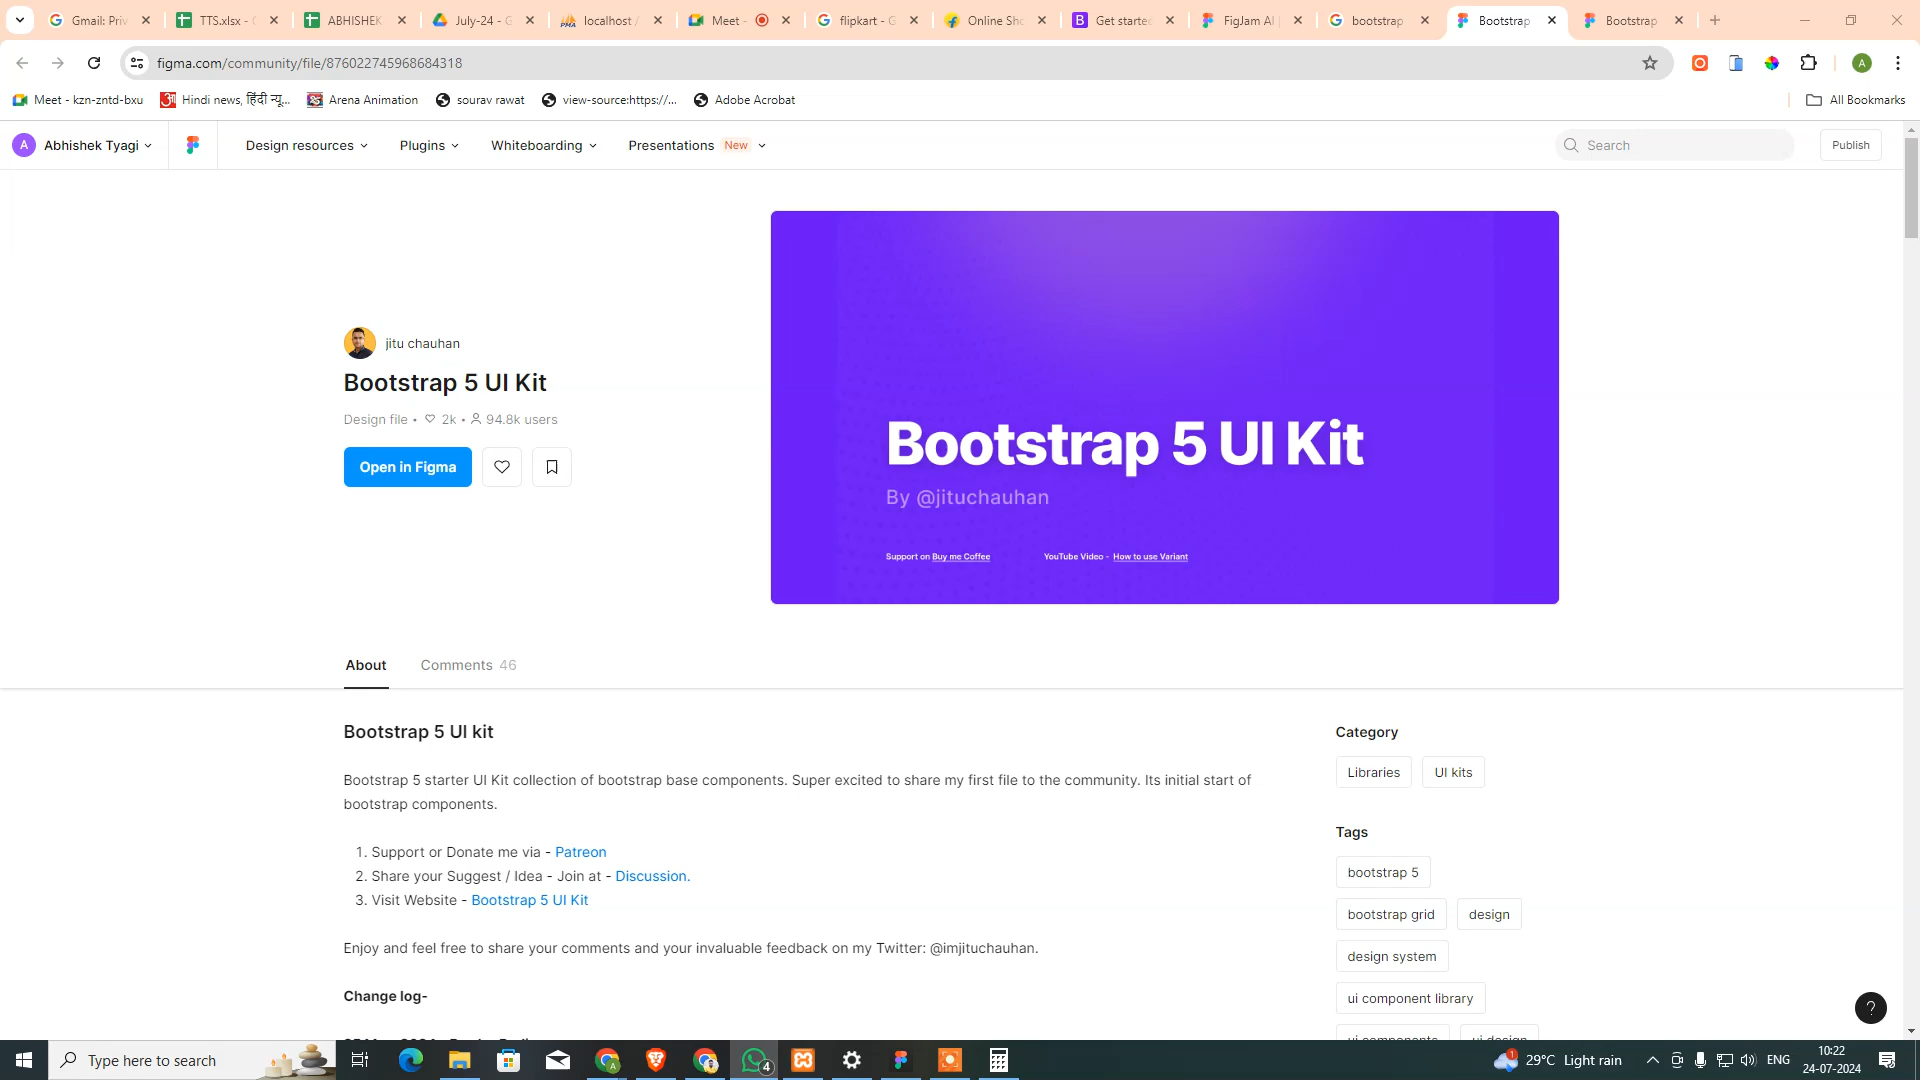 Gmail: Priv
TTS.xlsx - G
ABHISHEK
July-24 - G
localhost /
Meet -
flipkart - G
Online Sho
Get started
FigJam AI |
bootstrap
Bootstrap
Bootstrap
figma.com/community/file/876022745968684318
Meet - kzn-zntd-bxu
Hindi news, हिंदी न्यू...
Arena Animation
sourav rawat
view-source:https://...
Adobe Acrobat
All Bookmarks
A
Abhishek Tyagi
Design resources
Plugins
Whiteboarding
Presentations New
Search
Publish
jitu chauhan
Bootstrap 5 UI Kit
Design file • 2k • 94.8k users
Open in Figma
Bootstrap 5 UI Kit
By @jituchauhan
Support on Buy me Coffee
YouTube Video - How to use Variant
About
Comments 46
Bootstrap 5 UI kit
Bootstrap 5 starter UI Kit collection of bootstrap base components. Super excited to share my first file to the community. Its initial start of
bootstrap components.
1. Support or Donate me via - Patreon
2. Share your Suggest / Idea - Join at - Discussion.
3. Visit Website - Bootstrap 5 UI Kit
Enjoy and feel free to share your comments and your invaluable feedback on my Twitter: @imjituchauhan.
Change log-
Category
Libraries
UI kits
Tags
bootstrap 5
bootstrap grid
design
design system
ui component library
ui components
ui design
?
Type here to search
4
1
29°C Light rain
ENG
10:22
24-07-2024